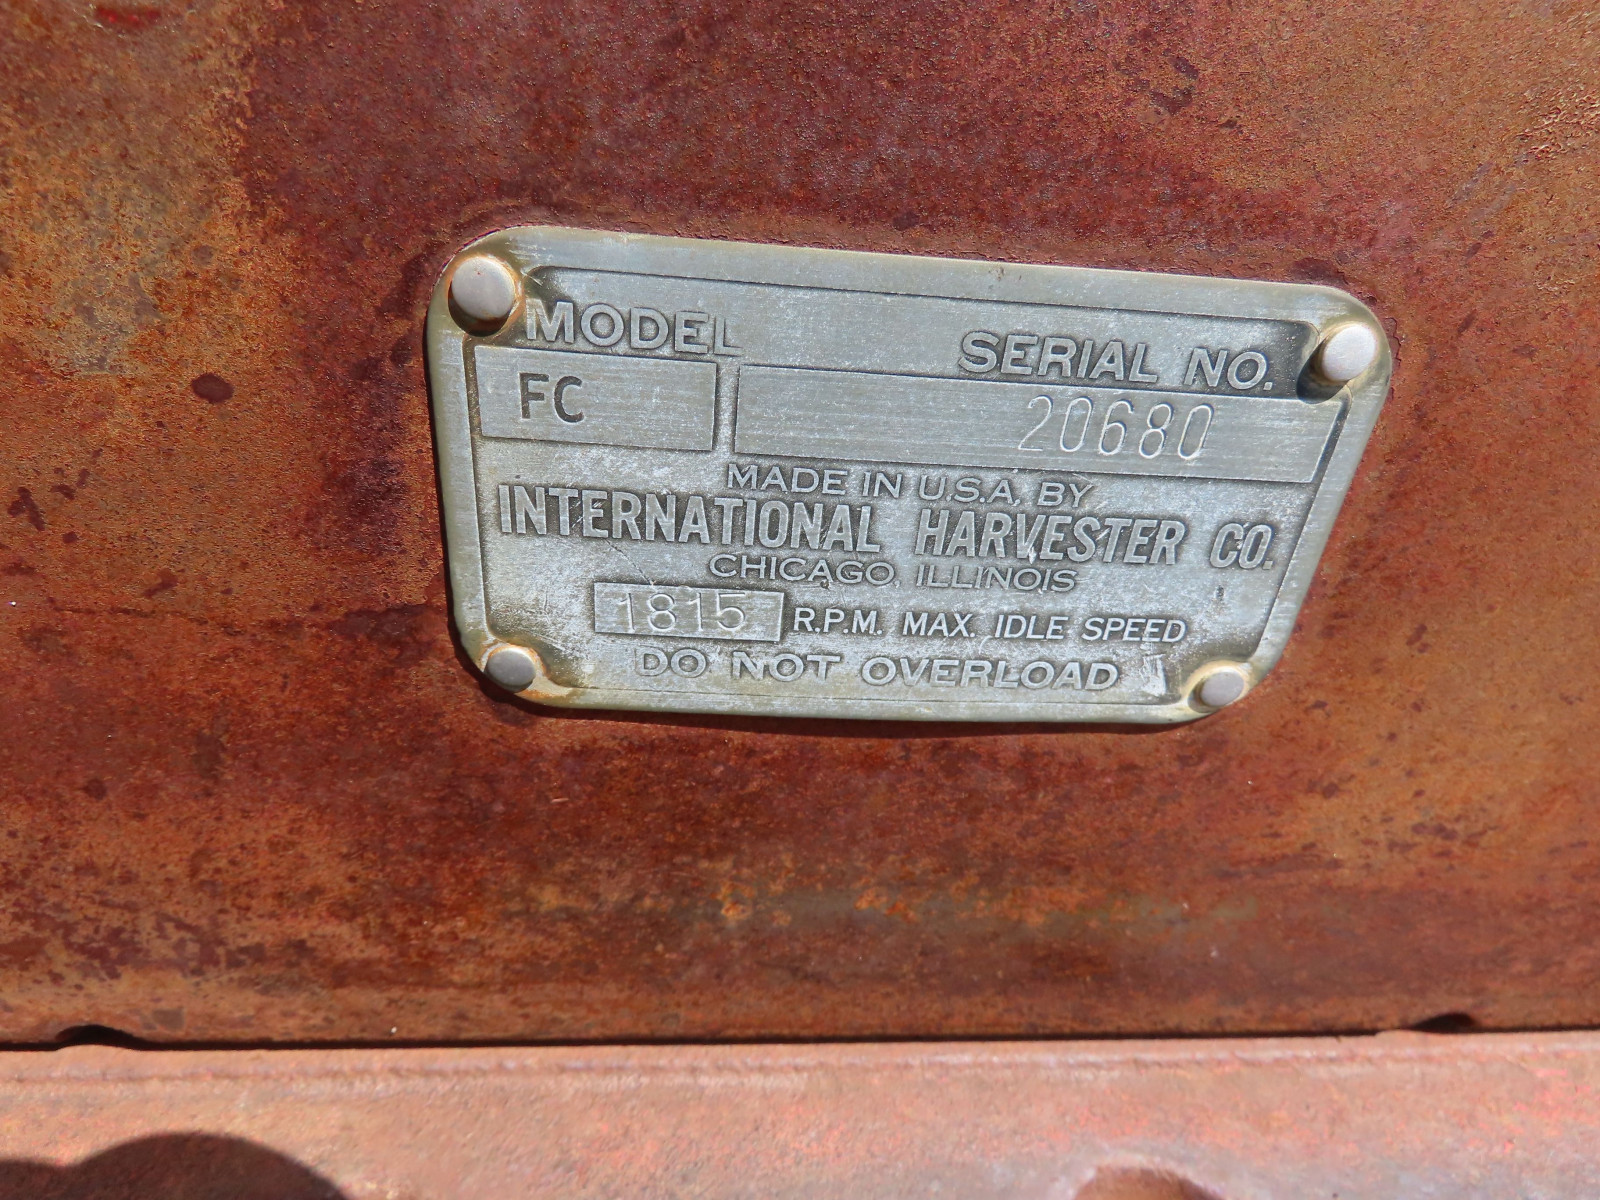 MODEL SERIAL NO.
FC 20680
MADE IN U.S.A. BY
INTERNATIONAL HARVESTER CO.
CHICAGO, ILLINOIS
1815 R.P.M. MAX. IDLE SPEED
DO NOT OVERLOAD